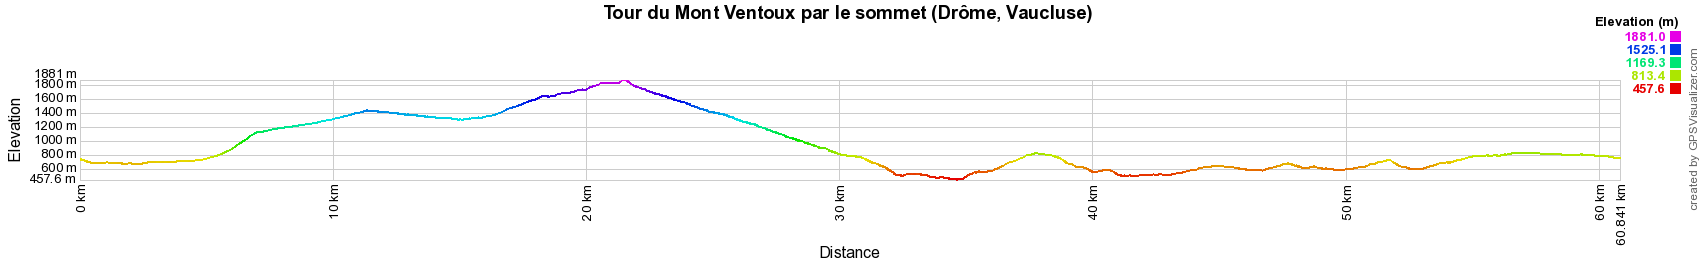 Tour du Mont Ventoux par le sommet (Drôme, Vaucluse)
Elevation (m)
1881.0
1525.1
1169.3
813.4
457.6
Elevation
1881 m
1800 m
1600 m
1400 m
1200 m
1000 m
800 m
600 m
457.6 m
0 km
10 km
20 km
30 km
40 km
50 km
60 km
60.841 km
Distance
created by GPSVisualizer.com